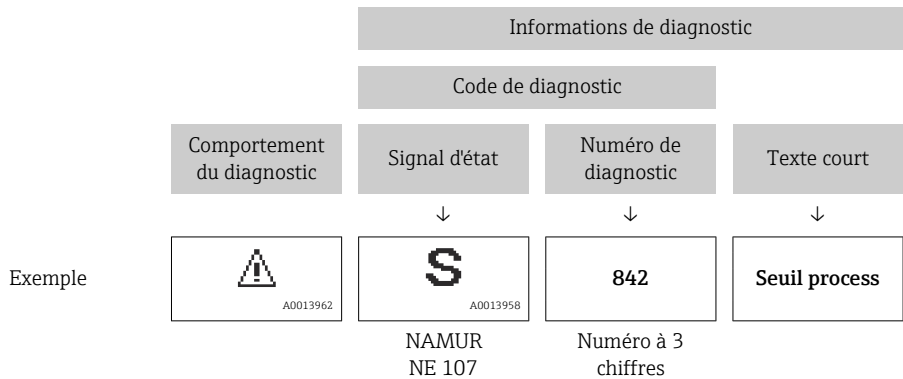 Informations de diagnostic
Code de diagnostic
Comportement
du diagnostic
Signal d'état
Numéro de
diagnostic
Texte court
↓ ↓ ↓
Exemple
A0013962
S
A0013958
842
Seuil process
NAMUR
NE 107
Numéro à 3
chiffres